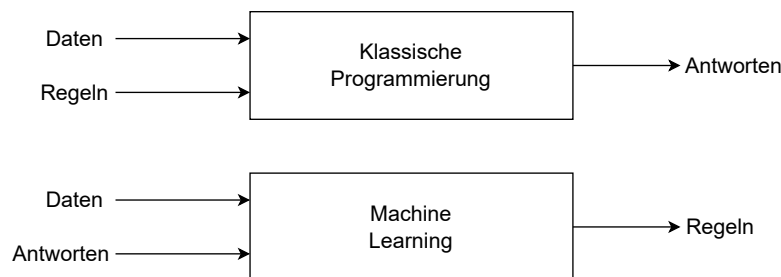 Daten
Regeln
Klassische
Programmierung
Antworten
Daten
Antworten
Machine
Learning
Regeln